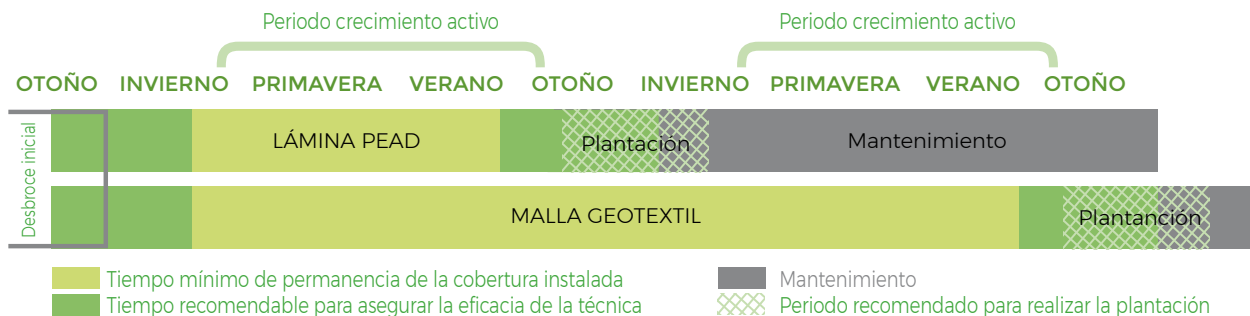 Periodo crecimiento activo Periodo crecimiento activo
OTOÑO INVIERNO PRIMAVERA VERANO OTOÑO INVIERNO PRIMAVERA VERANO OTOÑO
Desbroce inicial
LÁMINA PEAD Plantación Mantenimiento
MALLA GEOTEXTIL Plantanción
Tiempo mínimo de permanencia de la cobertura instalada
Tiempo recomendable para asegurar la eficacia de la técnica
Mantenimiento
Periodo recomendado para realizar la plantación